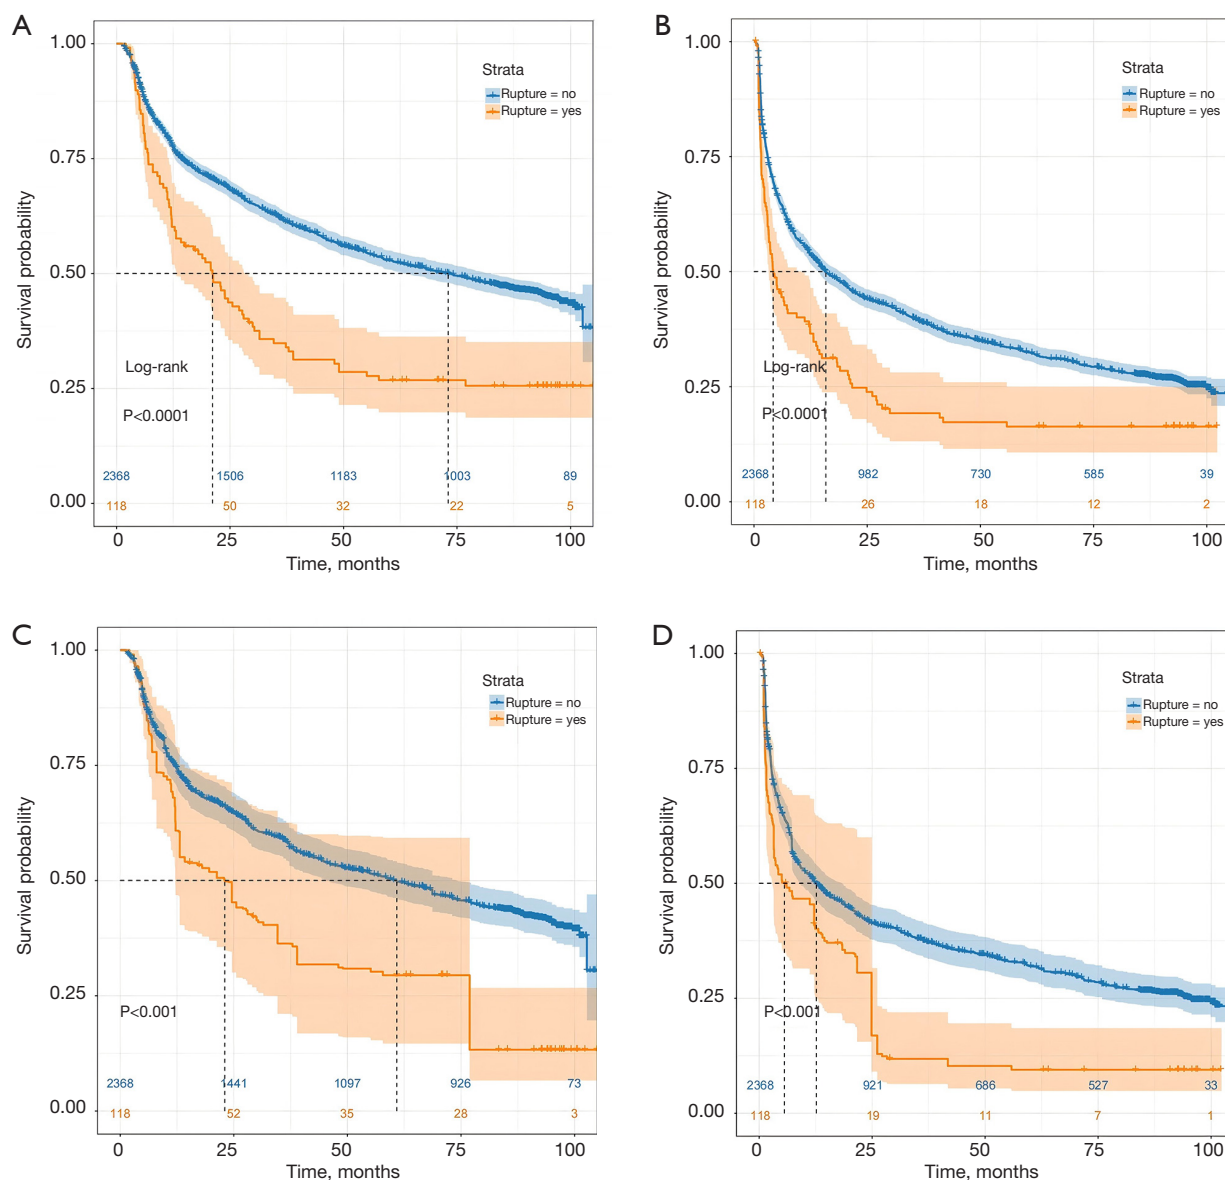 A
Survival probability
1.00
0.75
0.50
0.25
0.00
Strata
Rupture = no
Rupture = yes
Log-rank
P<0.0001
2368 1506 1183 1003 89
118 50 32 22 5
0 25 50 75 100
Time, months
B
Survival probability
1.00
0.75
0.50
0.25
0.00
Strata
Rupture = no
Rupture = yes
Log-rank
P<0.0001
2368 982 730 585 39
118 26 18 12 2
0 25 50 75 100
Time, months
C
Survival probability
1.00
0.75
0.50
0.25
0.00
Strata
Rupture = no
Rupture = yes
P<0.001
2368 1441 1097 926 73
118 52 35 28 3
0 25 50 75 100
Time, months
D
Survival probability
1.00
0.75
0.50
0.25
0.00
Strata
Rupture = no
Rupture = yes
P<0.001
2368 921 686 527 33
118 19 11 7 1
0 25 50 75 100
Time, months